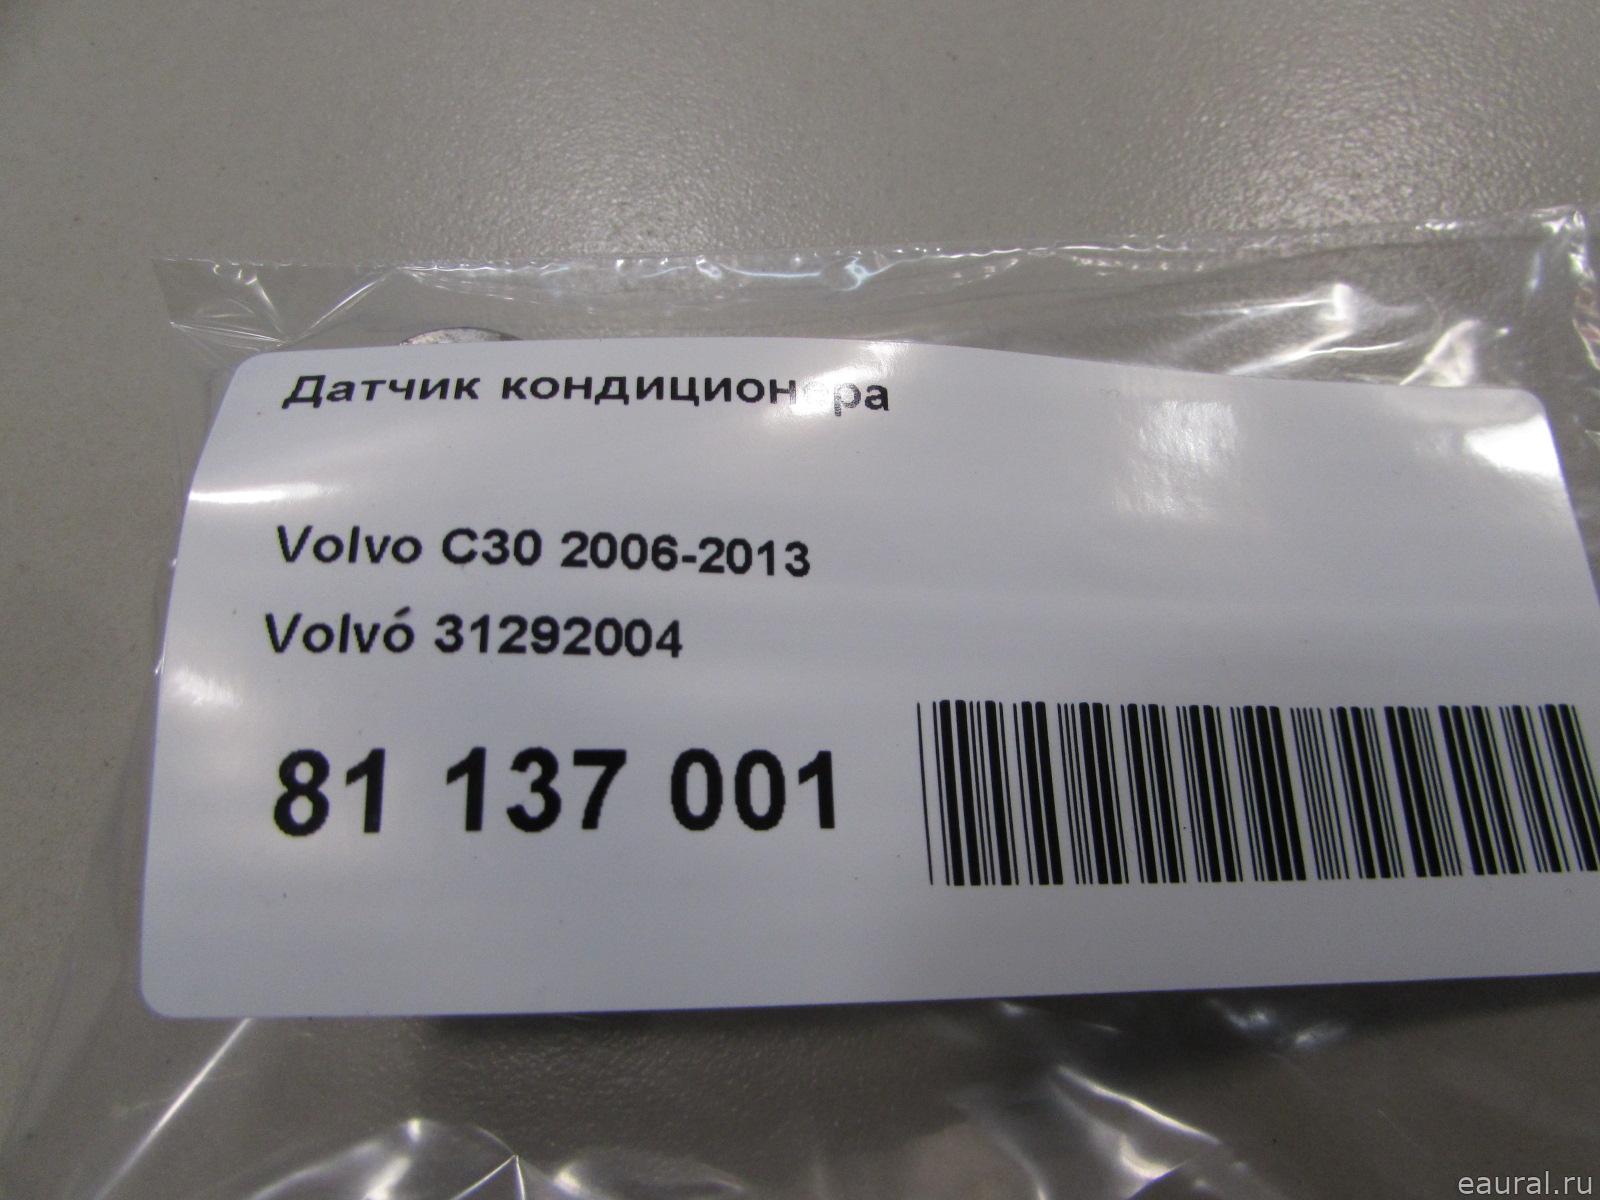 Датчик кондиционера
Volvo C30 2006-2013
Volvó 31292004
81 137 001
eaural.ru